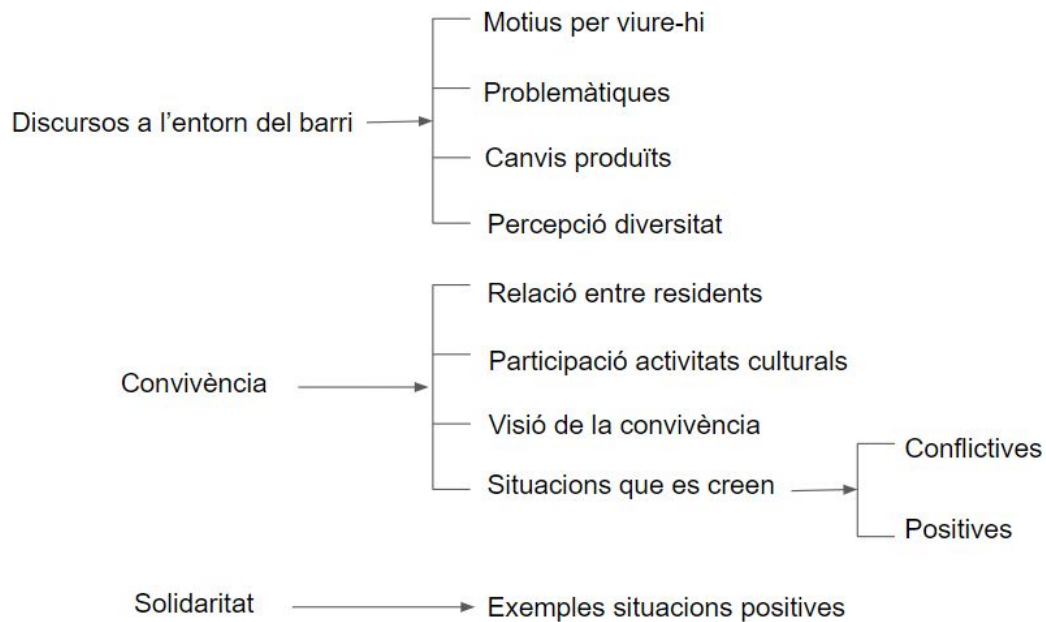 Motius per viure-hi
Problemàtiques
Discursos a l’entorn del barri
Canvis produïts
Percepció diversitat
Relació entre residents
Participació activitats culturals
Convivència
Visió de la convivència
Conflictives
Situacions que es creen
Positives
Solidaritat
Exemples situacions positives